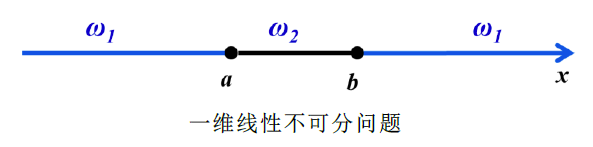 ω₁ ω₂ ω₁
a b x
一维线性不可分问题